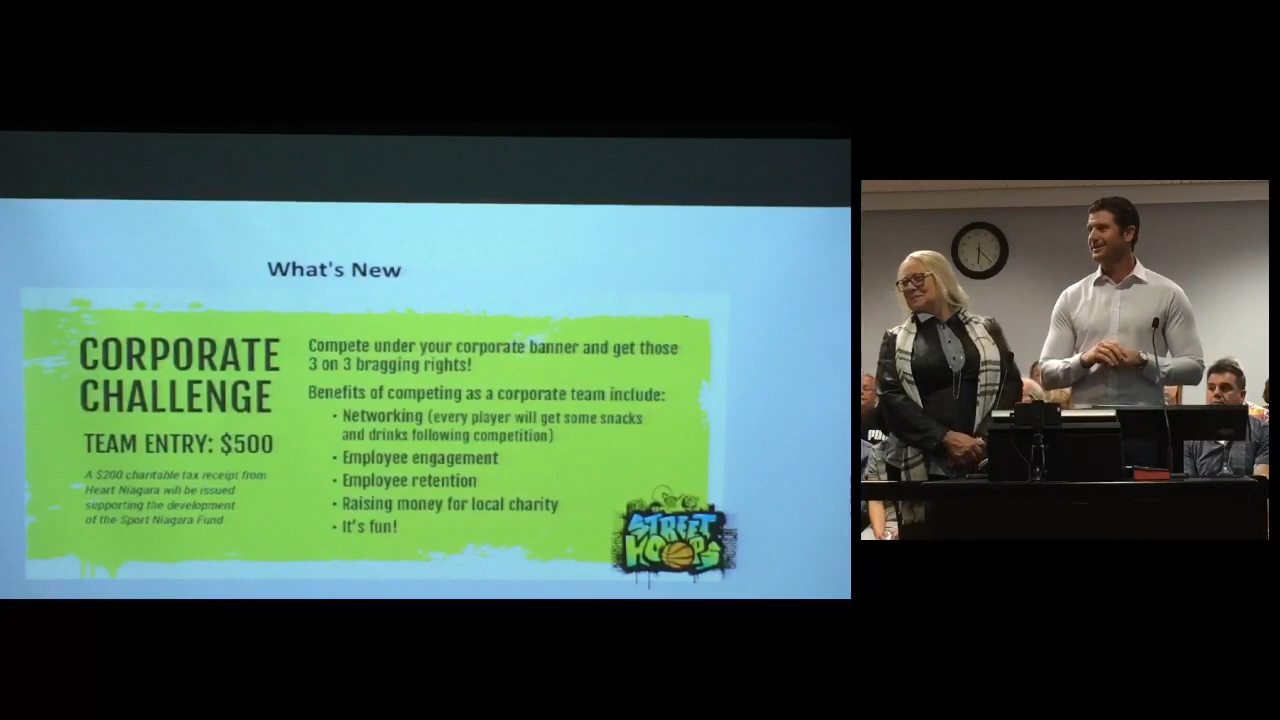 What's New
CORPORATE
CHALLENGE
TEAM ENTRY: $500
A $200 charitable tax receipt from
Heart Niagara will be issued
supporting the development
of the Sport Niagara Fund
Compete under your corporate banner and get those
3 on 3 bragging rights!
Benefits of competing as a corporate team include:
• Networking (every player will get some snacks
and drinks following competition)
• Employee engagement
• Employee retention
• Raising money for local charity
• It's fun!
STREET
HOOPS